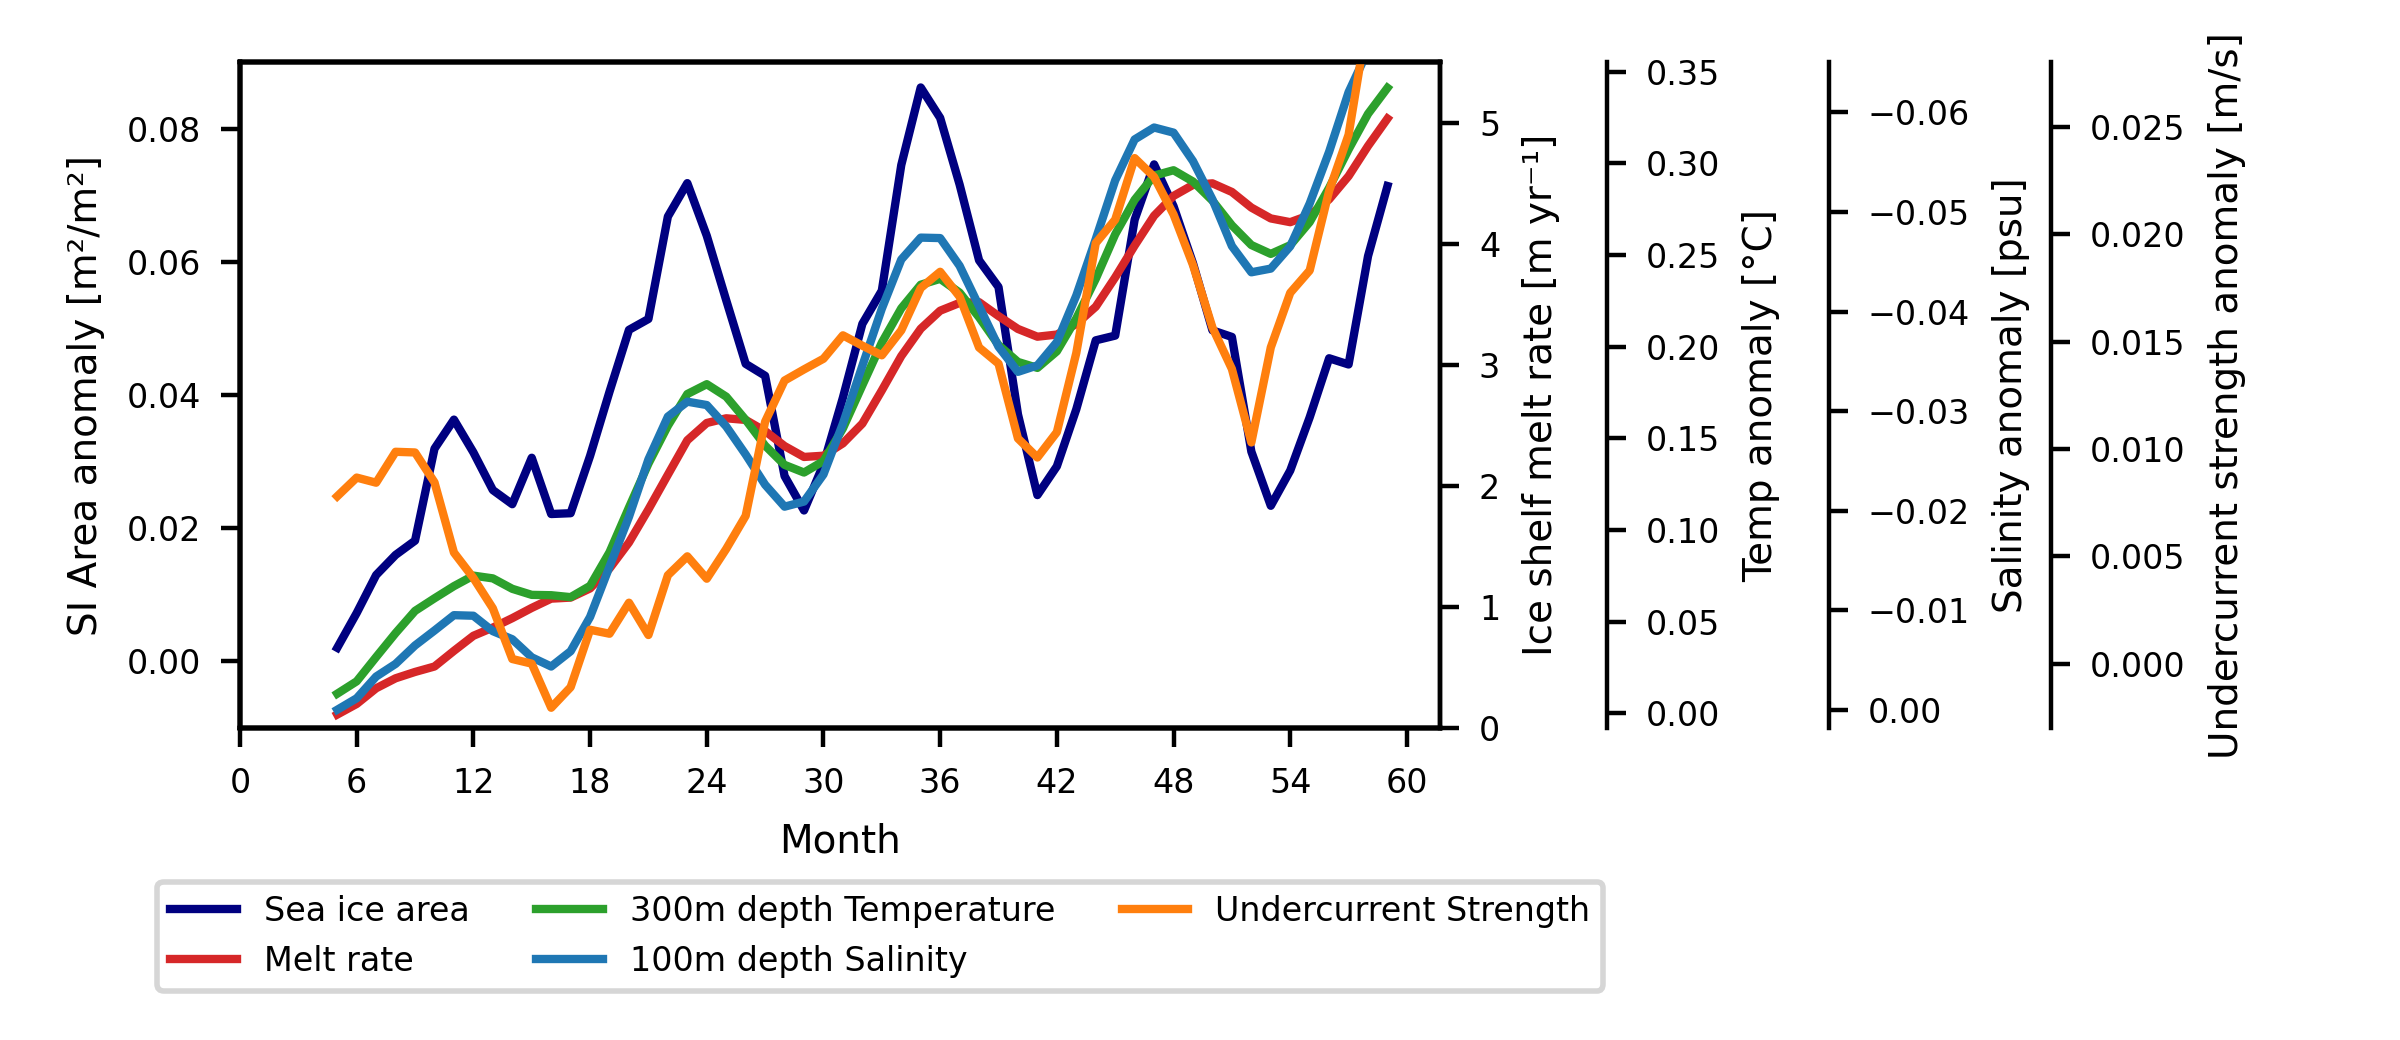 SI Area anomaly [m²/m²]
0.08
0.06
0.04
0.02
0.00
0 6 12 18 24 30 36 42 48 54 60
Month
5
4
3
2
1
0
Ice shelf melt rate [m yr⁻¹]
0.35
0.30
0.25
0.20
0.15
0.10
0.05
0.00
Temp anomaly [°C]
−0.06
−0.05
−0.04
−0.03
−0.02
−0.01
0.00
Salinity anomaly [psu]
0.025
0.020
0.015
0.010
0.005
0.000
Undercurrent strength anomaly [m/s]
Sea ice area
Melt rate
300m depth Temperature
100m depth Salinity
Undercurrent Strength